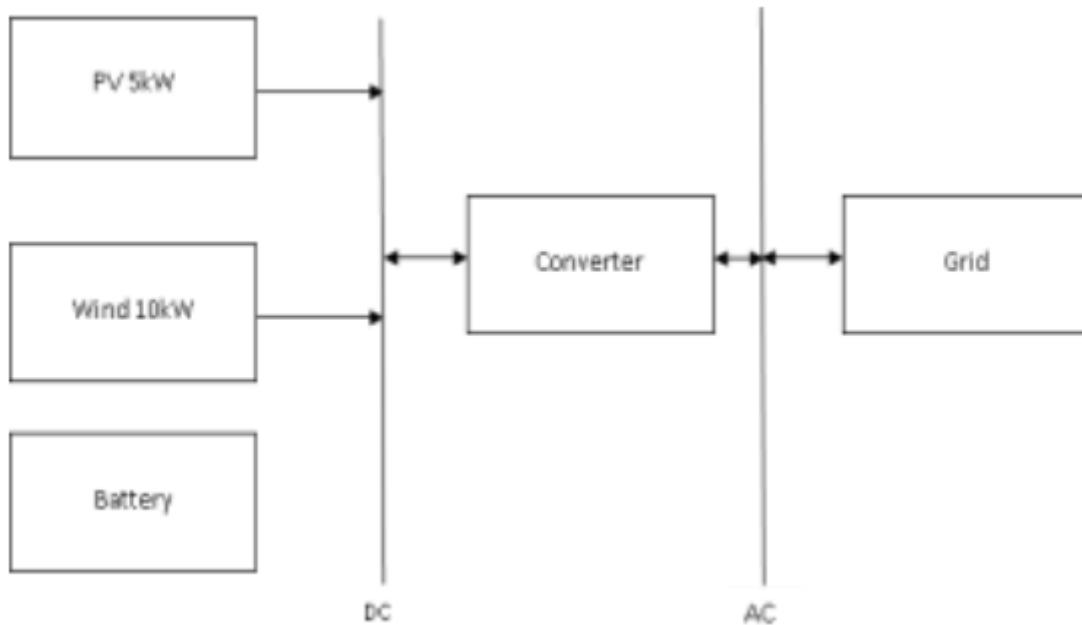 PV 5kW
Converter
Grid
Wind 10kW
Battery
DC
AC